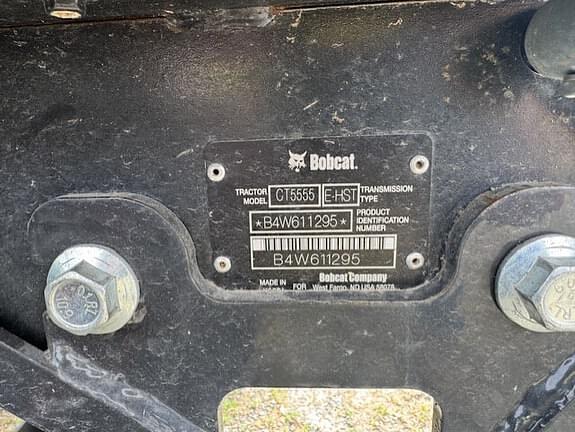 Bobcat.
TRACTOR MODEL CT5555 E-HST TRANSMISSION TYPE
*B4W611295* PRODUCT IDENTIFICATION NUMBER
B4W611295
Bobcat Company
MADE IN FOR West Fargo, ND USA 58078